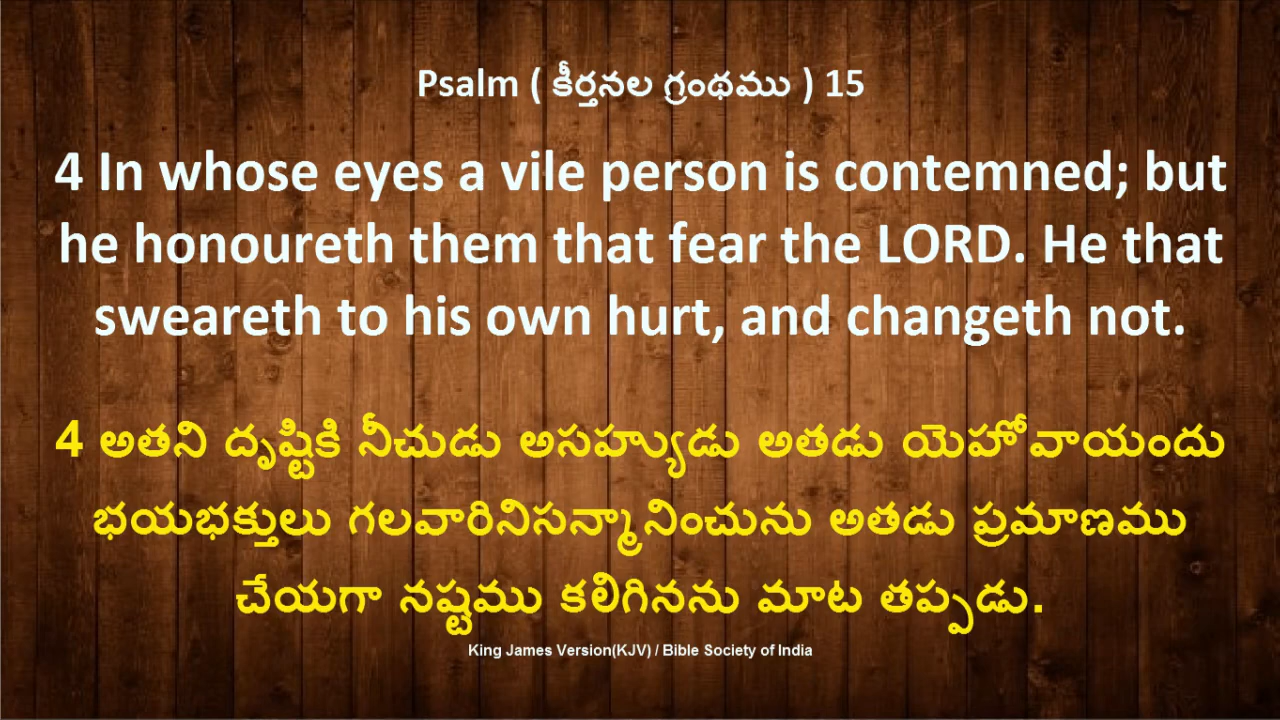 Psalm ( కీర్తనల గ్రంథము ) 15
4 In whose eyes a vile person is contemned; but
he honoureth them that fear the LORD. He that
sweareth to his own hurt, and changeth not.
4 అతని దృష్టికి నీచుడు అసహ్యుడు అతడు యెహోవాయందు
భయభక్తులు గలవారినిసన్మానించును అతడు ప్రమాణము
చేయగా నష్టము కలిగినను మాట తప్పడు.
King James Version(KJV) / Bible Society of India